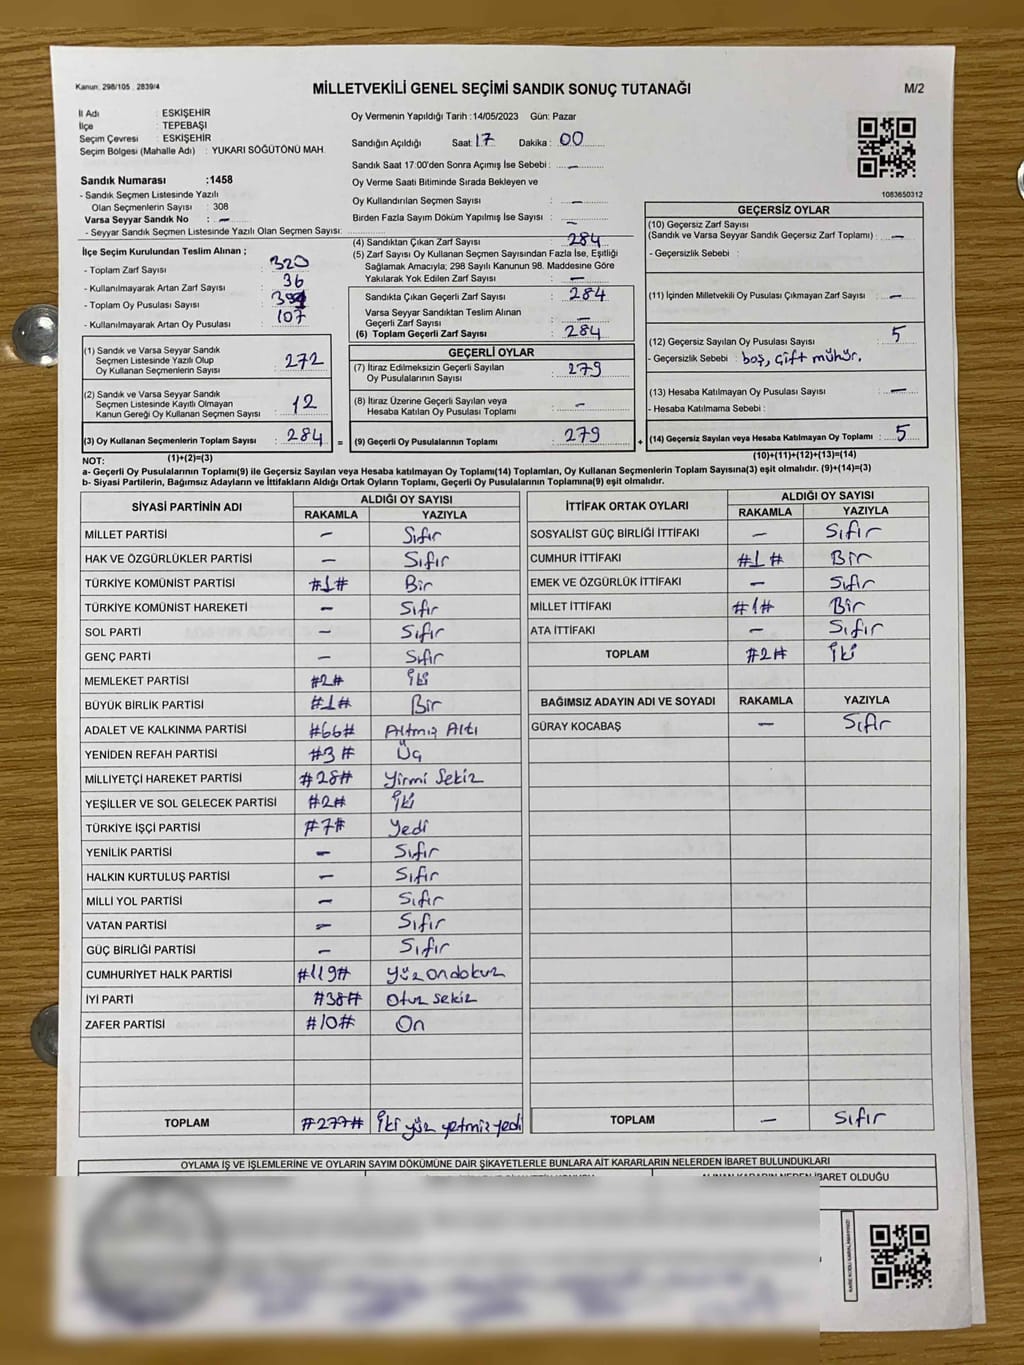 Kanun: 298/105 . 2839/4
MİLLETVEKİLİ GENEL SEÇİMİ SANDIK SONUÇ TUTANAĞI
M/2
İl Adı : ESKİŞEHİR
İlçe : TEPEBAŞI
Seçim Çevresi : ESKİŞEHİR
Seçim Bölgesi (Mahalle Adı) : YUKARI SÖĞÜTÖNÜ MAH.
Sandık Numarası :1458
- Sandık Seçmen Listesinde Yazılı
Olan Seçmenlerin Sayısı : 308
Varsa Seyyar Sandık No : -
- Seyyar Sandık Seçmen Listesinde Yazılı Olan Seçmen Sayısı:
Oy Vermenin Yapıldığı Tarih :14/05/2023 Gün: Pazar
Sandığın Açıldığı Saat: 17 Dakika : 00
Sandık Saat 17:00'den Sonra Açımış İse Sebebi : -
Oy Verme Saati Bitiminde Sırada Bekleyen ve
Oy Kullandırılan Seçmen Sayısı : -
Birden Fazla Sayım Döküm Yapılmış İse Sayısı : -
1083650312
İlçe Seçim Kurulundan Teslim Alınan ;
- Toplam Zarf Sayısı : 320
- Kullanılmayarak Artan Zarf Sayısı : 36
- Toplam Oy Pusulası Sayısı :
- Kullanılmayarak Artan Oy Pusulası : 107
(1) Sandık ve Varsa Seyyar Sandık
Seçmen Listesinde Yazılı Olup
Oy Kullanan Seçmenlerin Sayısı : 272
(2) Sandık ve Varsa Seyyar Sandık
Seçmen Listesinde Kayıtlı Olmayan
Kanun Gereği Oy Kullanan Seçmen Sayısı : 12
(3) Oy Kullanan Seçmenlerin Toplam Sayısı : 284 =
(4) Sandıktan Çıkan Zarf Sayısı : 284
(5) Zarf Sayısı Oy Kullanan Seçmen Sayısından Fazla İse, Eşitliği
Sağlamak Amacıyla; 298 Sayılı Kanunun 98. Maddesine Göre
Yakılarak Yok Edilen Zarf Sayısı : -
Sandıkta Çıkan Geçerli Zarf Sayısı : 284
Varsa Seyyar Sandıktan Teslim Alınan
Geçerli Zarf Sayısı : -
(6) Toplam Geçerli Zarf Sayısı : 284
GEÇERLİ OYLAR
(7) İtiraz Edilmeksizin Geçerli Sayılan
Oy Pusulalarının Sayısı : 279
(8) İtiraz Üzerine Geçerli Sayılan veya
Hesaba Katılan Oy Pusulası Toplamı : -
(9) Geçerli Oy Pusulalarının Toplamı : 279 +
GEÇERSİZ OYLAR
(10) Geçersiz Zarf Sayısı
(Sandık ve Varsa Seyyar Sandık Geçersiz Zarf Toplamı) : -
- Geçersizlik Sebebi :
(11) İçinden Milletvekili Oy Pusulası Çıkmayan Zarf Sayısı : -
(12) Geçersiz Sayılan Oy Pusulası Sayısı : 5
- Geçersizlik Sebebi : boş, çift mühür.
(13) Hesaba Katılmayan Oy Pusulası Sayısı : -
- Hesaba Katılmama Sebebi :
(14) Geçersiz Sayılan veya Hesaba Katılmayan Oy Toplamı : 5
NOT: (1)+(2)=(3)
(10)+(11)+(12)+(13)=(14)
a- Geçerli Oy Pusulalarının Toplamı(9) ile Geçersiz Sayılan veya Hesaba katılmayan Oy Toplamı(14) Toplamları, Oy Kullanan Seçmenlerin Toplam Sayısına(3) eşit olmalıdır. (9)+(14)=(3)
b- Siyasi Partilerinin, Bağımsız Adayların ve İttifakların Aldığı Ortak Oyların Toplamı, Geçerli Oy Pusulalarının Toplamına(9) eşit olmalıdır.
SİYASİ PARTİNİN ADI ALDIĞI OY SAYISI
RAKAMLA YAZIYLA
MİLLET PARTİSİ - Sıfır
HAK VE ÖZGÜRLÜKLER PARTİSİ - Sıfır
TÜRKİYE KOMÜNİST PARTİSİ #1# Bir
TÜRKİYE KOMÜNİST HAREKETİ - Sıfır
SOL PARTİ - Sıfır
GENÇ PARTİ - Sıfır
MEMLEKET PARTİSİ #2# İki
BÜYÜK BİRLİK PARTİSİ #1# Bir
ADALET VE KALKINMA PARTİSİ #66# Altmış Altı
YENİDEN REFAH PARTİSİ #3# Üç
MİLLİYETÇİ HAREKET PARTİSİ #28# Yirmi Sekiz
YEŞİLLER VE SOL GELECEK PARTİSİ #2# İki
TÜRKİYE İŞÇİ PARTİSİ #7# Yedi
YENİLİK PARTİSİ - Sıfır
HALKIN KURTULUŞ PARTİSİ - Sıfır
MİLLİ YOL PARTİSİ - Sıfır
VATAN PARTİSİ - Sıfır
GÜÇ BİRLİĞİ PARTİSİ - Sıfır
CUMHURİYET HALK PARTİSİ #119# Yüz ondokuz
İYİ PARTİ #38# Otuz sekiz
ZAFER PARTİSİ #10# On
TOPLAM #277# İki yüz yetmiz yedi
İTTİFAK ORTAK OYLARI ALDIĞI OY SAYISI
RAKAMLA YAZIYLA
SOSYALİST GÜÇ BİRLİĞİ İTTİFAKI - Sıfır
CUMHUR İTTİFAKI #1# Bir
EMEK VE ÖZGÜRLÜK İTTİFAKI - Sıfır
MİLLET İTTİFAKI #1# Bir
ATA İTTİFAKI - Sıfır
TOPLAM #2# İki
BAĞIMSIZ ADAYIN ADI VE SOYADI RAKAMLA YAZIYLA
GÜRAY KOCABAŞ - Sıfır
TOPLAM - Sıfır
OYLAMA İŞ VE İŞLEMLERİNE VE OYLARIN SAYIM DÖKÜMÜNE DAİR ŞİKAYETLERLE BUNLARA AİT KARARLARIN NELERDEN İBARET BULUNDUKLARI
ALINAN KARARIN NEDEN İBARET OLDUĞU